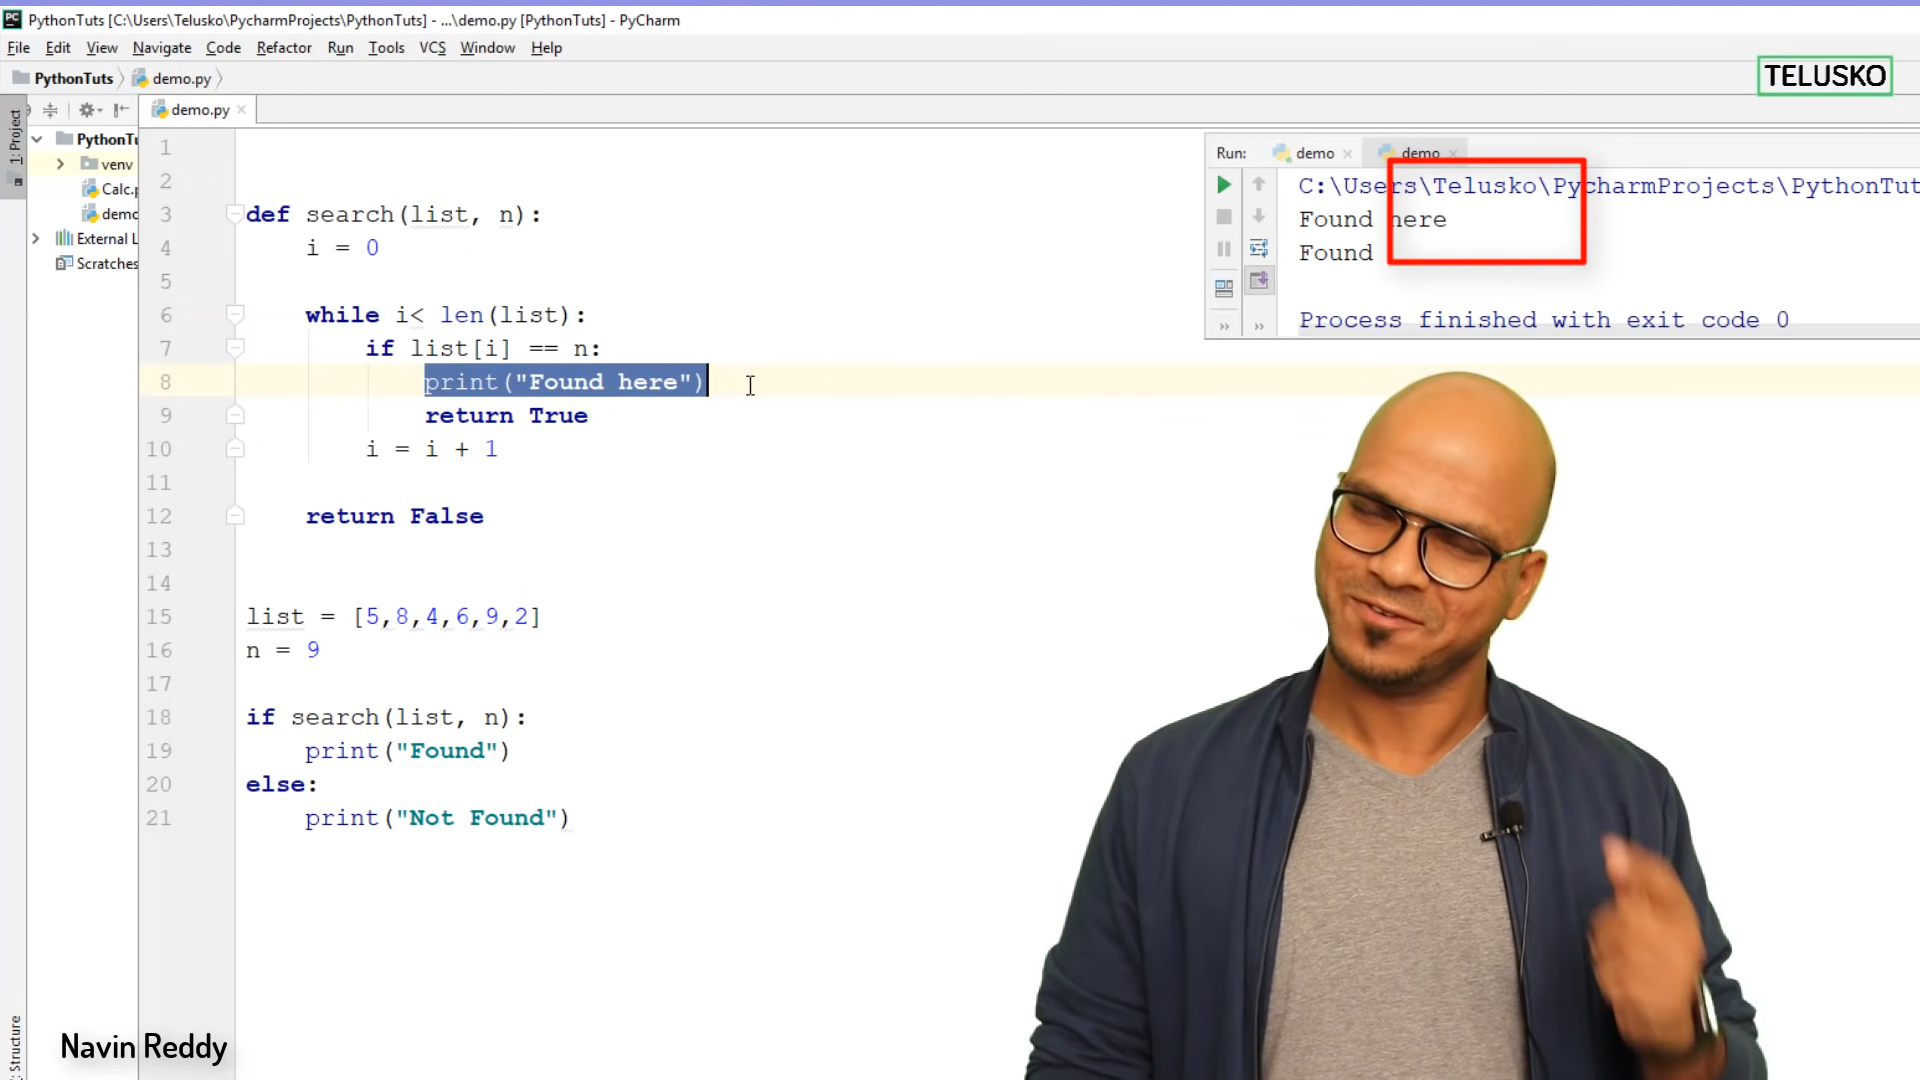 PythonTuts [C:\Users\Telusko\PycharmProjects\PythonTuts] - ...\demo.py [PythonTuts] - PyCharm
File Edit View Navigate Code Refactor Run Tools VCS Window Help
PythonTuts demo.py
TELUSKO
1: Project
demo.py
PythonTu
venv
Calc.p
demo
External L
Scratches
1
2
3 def search(list, n):
4 i = 0
5
6 while i< len(list):
7 if list[i] == n:
8 print("Found here")
9 return True
10 i = i + 1
11
12 return False
13
14
15 list = [5,8,4,6,9,2]
16 n = 9
17
18 if search(list, n):
19 print("Found")
20 else:
21 print("Not Found")
Run: demo demo
C:\Users\Telusko\PycharmProjects\PythonTut
Found here
Found
Process finished with exit code 0
Structure
Navin Reddy